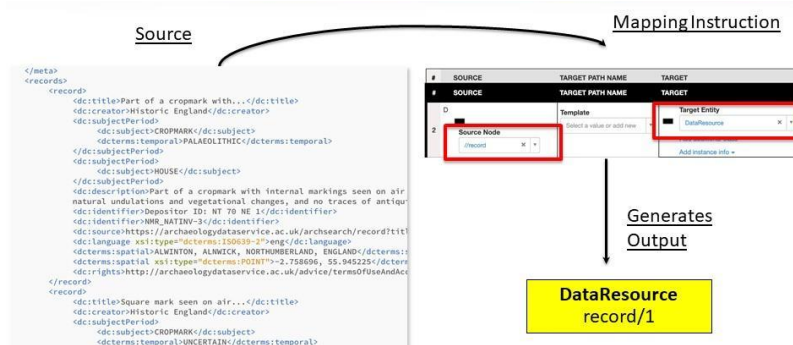 Source
Mapping Instruction
</meta>
<records>
<record>
<dc:title>Part of a cropmark with...</dc:title>
<dc:creator>Historic England</dc:creator>
<dc:subjectPeriod>
<dc:subject>CROPMARK</dc:subject>
<dcterms:temporal>PALAEOLITHIC</dcterms:temporal>
</dc:subjectPeriod>
<dc:subjectPeriod>
<dc:subject>HOUSE</dc:subject>
</dc:subjectPeriod>
<dc:description>Part of a cropmark with internal markings seen on air
natural undulations and vegetational changes, and no traces of antiqu
<dc:identifier>Depositor ID: NT 70 NE 1</dc:identifier>
<dc:identifier>NMR_NATINV-3</dc:identifier>
<dc:source>https://archaeologydataservice.ac.uk/archsearch/record?titl
<dc:language xsi:type="dcterms:ISO639-2">eng</dc:language>
<dcterms:spatial>ALWINTON, ALNWICK, NORTHUMBERLAND, ENGLAND</dcterms:s
<dcterms:spatial xsi:type="dcterms:POINT">-2.758696, 55.945225</dcterm
<dc:rights>http://archaeologydataservice.ac.uk/advice/termsOfUseAndAcc
</record>
<record>
<dc:title>Square mark seen on air...</dc:title>
<dc:creator>Historic England</dc:creator>
<dc:subjectPeriod>
<dc:subject>CROPMARK</dc:subject>
<dcterms:temporal>UNCERTAIN</dcterms:temporal>
# SOURCE TARGET PATH NAME TARGET
# SOURCE TARGET PATH NAME TARGET
D Template Target Entity
2 Source Node Select a value or add new DataResource
//record
Add instance info +
Generates
Output
DataResource
record/1